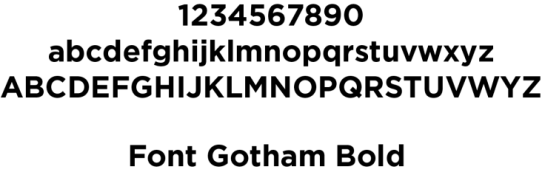 1234567890
abcdefghijklmnopqrstuvwxyz
ABCDEFGHIJKLMNOPQRSTUVWYZ
Font Gotham Bold